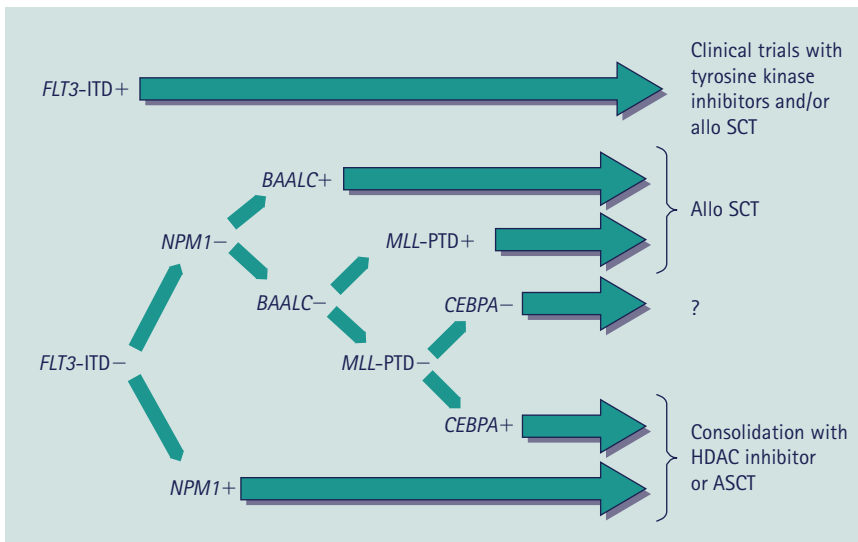 Clinical trials with
tyrosine kinase
inhibitors and/or
allo SCT
FLT3-ITD+
BAALC+
Allo SCT
NPM1−
MLL-PTD+
BAALC−
CEBPA−
?
FLT3-ITD−
MLL-PTD−
CEBPA+
Consolidation with
HDAC inhibitor
or ASCT
NPM1+